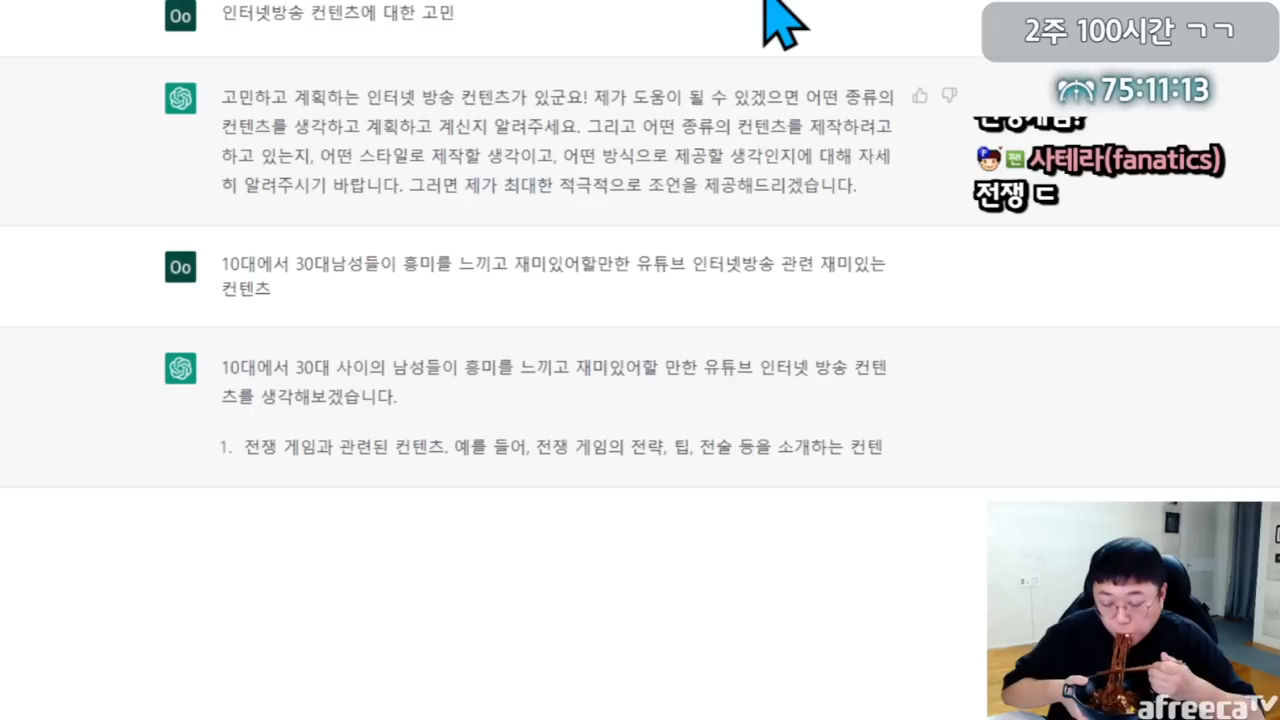 Oo
인터넷방송 컨텐츠에 대한 고민
2주 100시간 ㄱㄱ
75:11:13
고민하고 계획하는 인터넷 방송 컨텐츠가 있군요! 제가 도움이 될 수 있겠으면 어떤 종류의
컨텐츠를 생각하고 계획하고 계신지 알려주세요. 그리고 어떤 종류의 컨텐츠를 제작하려고
하고 있는지, 어떤 스타일로 제작할 생각이고, 어떤 방식으로 제공할 생각인지에 대해 자세
히 알려주시기 바랍니다. 그러면 제가 최대한 적극적으로 조언을 제공해드리겠습니다.
팬 사테라(fanatics)
전쟁 ㄷ
Oo
10대에서 30대남성들이 흥미를 느끼고 재미있어할만한 유튜브 인터넷방송 관련 재미있는
컨텐츠
10대에서 30대 사이의 남성들이 흥미를 느끼고 재미있어할 만한 유튜브 인터넷 방송 컨텐
츠를 생각해보겠습니다.
1. 전쟁 게임과 관련된 컨텐츠. 예를 들어, 전쟁 게임의 전략, 팁, 전술 등을 소개하는 컨텐
afreecaTV